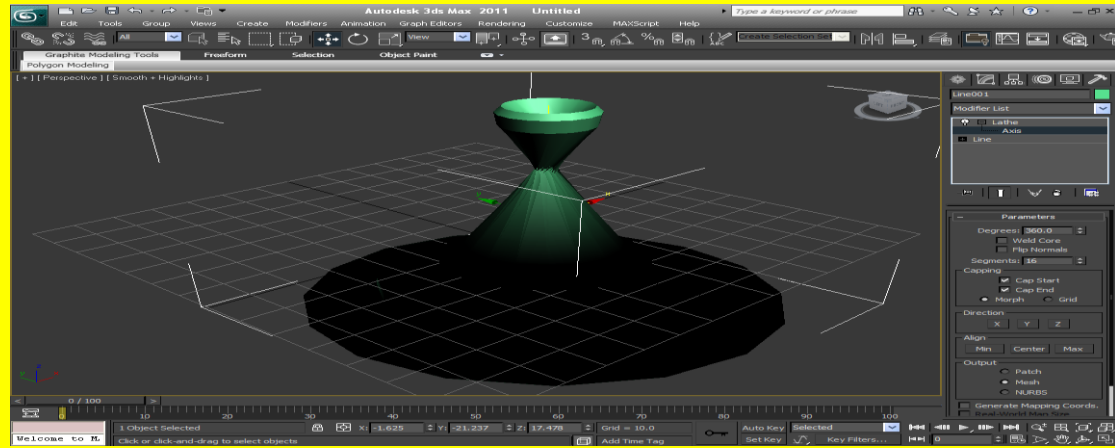 Autodesk 3ds Max 2011 Untitled
Type a keyword or phrase
Edit Tools Group Views Create Modifiers Animation Graph Editors Rendering Customize MAXScript Help
All View Create Selection Set
Graphite Modeling Tools Freeform Selection Object Paint
Polygon Modeling
[ + ] [ Perspective ] [ Smooth + Highlights ]
Line001
Modifier List
Lathe
Axis
Line
Parameters
Degrees: 360.0
Weld Core
Flip Normals
Segments: 16
Capping
Cap Start
Cap End
Morph Grid
Direction
X Y Z
Align
Min Center Max
Output
Patch
Mesh
NURBS
Generate Mapping Coords.
Real-World Map Size
0 / 100
0 10 20 30 40 50 60 70 80 90 100
1 Object Selected X: -1.625 Y: -21.237 Z: 17.478 Grid = 10.0 Auto Key Selected
Welcome to M. Click or click-and-drag to select objects Add Time Tag Set Key Key Filters... 0